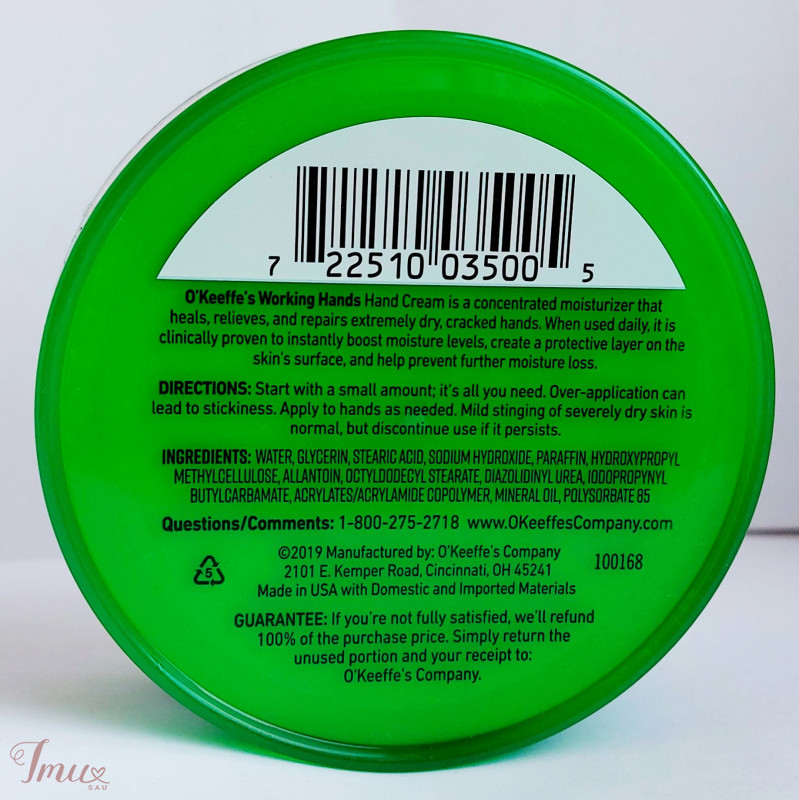 7 22510 03500 5
O'Keeffe's Working Hands Hand Cream is a concentrated moisturizer that
heals, relieves, and repairs extremely dry, cracked hands. When used daily, it is
clinically proven to instantly boost moisture levels, create a protective layer on the
skin's surface, and help prevent further moisture loss.
DIRECTIONS: Start with a small amount; it's all you need. Over-application can
lead to stickiness. Apply to hands as needed. Mild stinging of severely dry skin is
normal, but discontinue use if it persists.
INGREDIENTS: WATER, GLYCERIN, STEARIC ACID, SODIUM HYDROXIDE, PARAFFIN, HYDROXYPROPYL
METHYLCELLULOSE, ALLANTOIN, OCTYLDODECYL STEARATE, DIAZOLIDINYL UREA, IODOPROPYNYL
BUTYLCARBAMATE, ACRYLATES/ACRYLAMIDE COPOLYMER, MINERAL OIL, POLYSORBATE 85
Questions/Comments: 1-800-275-2718 www.OKeeffesCompany.com
5
©2019 Manufactured by: O'Keeffe's Company
2101 E. Kemper Road, Cincinnati, OH 45241
Made in USA with Domestic and Imported Materials
100168
GUARANTEE: If you're not fully satisfied, we'll refund
100% of the purchase price. Simply return the
unused portion and your receipt to:
O'Keeffe's Company.
Imu
SAU